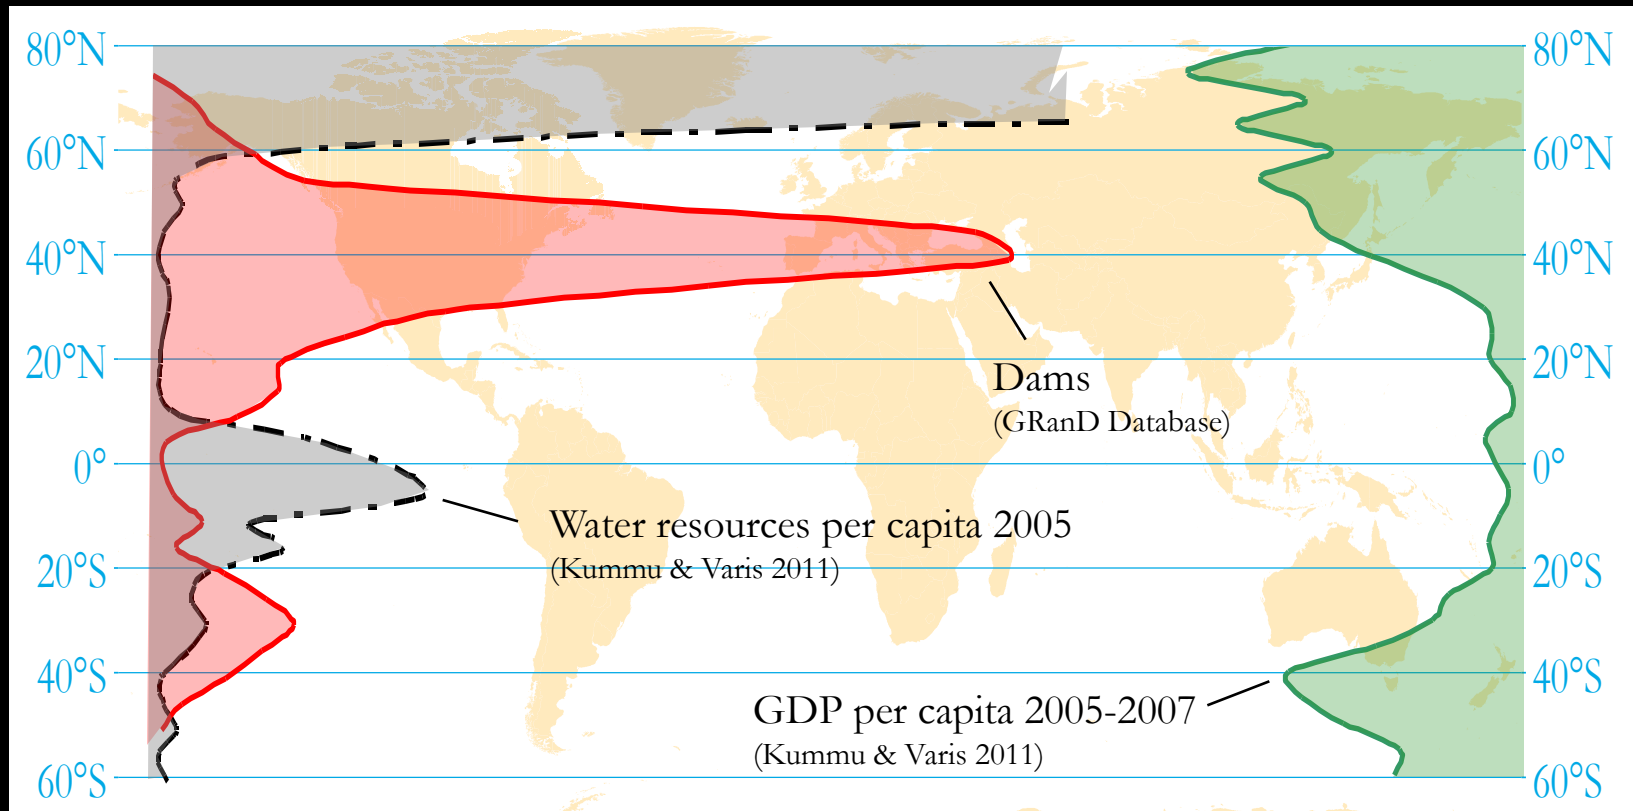 80°N 80°N
60°N 60°N
40°N 40°N
20°N 20°N
Dams
(GRanD Database)
0° 0°
Water resources per capita 2005
(Kummu & Varis 2011)
20°S 20°S
40°S 40°S
GDP per capita 2005-2007
(Kummu & Varis 2011)
60°S 60°S